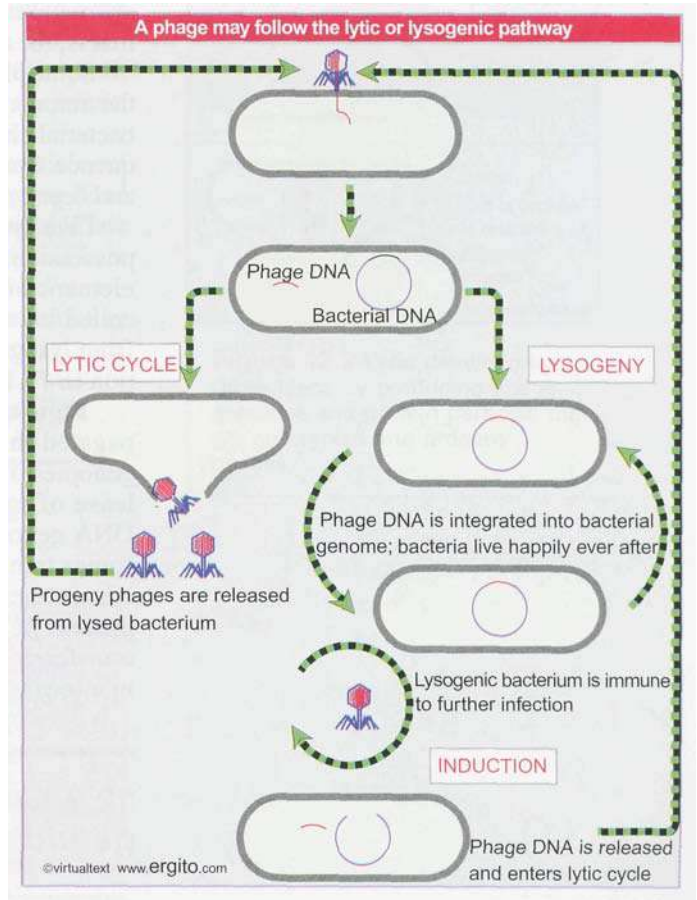 A phage may follow the lytic or lysogenic pathway
Phage DNA
Bacterial DNA
LYTIC CYCLE
LYSOGENY
Phage DNA is integrated into bacterial
genome; bacteria live happily ever after
Progeny phages are released
from lysed bacterium
Lysogenic bacterium is immune
to further infection
INDUCTION
Phage DNA is released
and enters lytic cycle
©virtualtext www.ergito.com